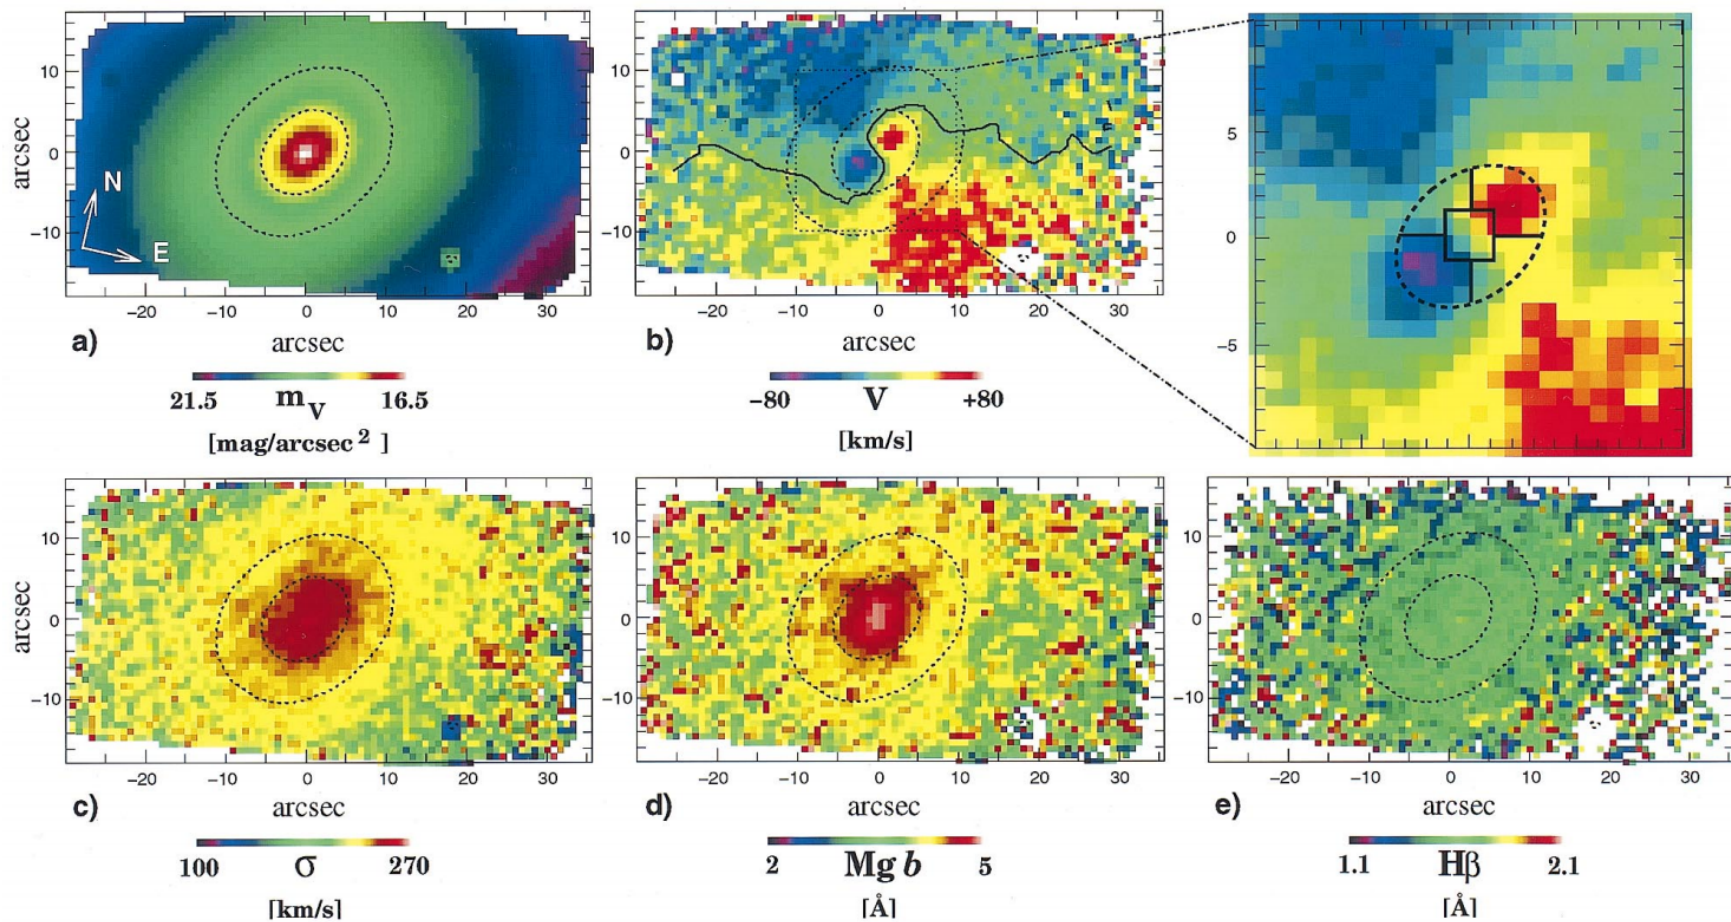 10
0
−10
arcsec
N
E
−20 −10 0 10 20 30
a) arcsec
21.5 m_V 16.5
[mag/arcsec² ]
10
0
−10
−20 −10 0 10 20 30
b) arcsec
−80 V +80
[km/s]
5
0
−5
10
0
−10
arcsec
−20 −10 0 10 20 30
c) arcsec
100 σ 270
[km/s]
10
0
−10
−20 −10 0 10 20 30
d) arcsec
2 Mg b 5
[Å]
10
0
−10
−20 −10 0 10 20 30
e) arcsec
1.1 Hβ 2.1
[Å]